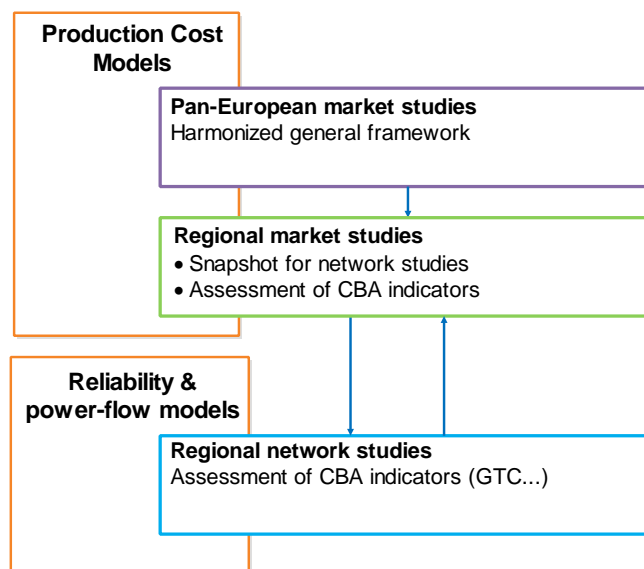 Production Cost
Models
Pan-European market studies
Harmonized general framework
Regional market studies
• Snapshot for network studies
• Assessment of CBA indicators
Reliability &
power-flow models
Regional network studies
Assessment of CBA indicators (GTC...)